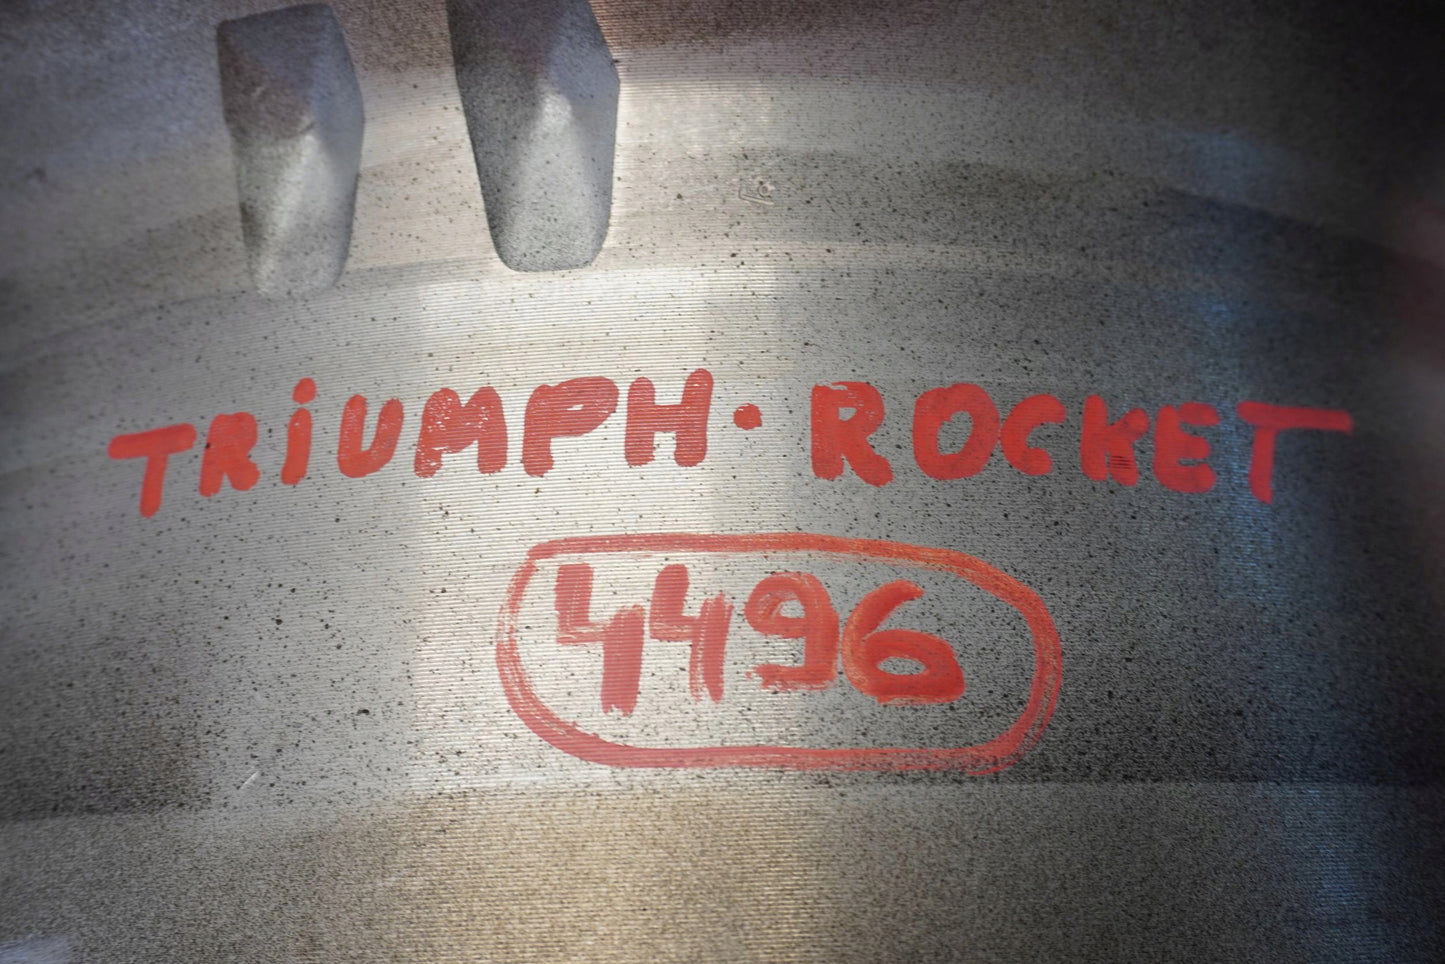 TRiUMPH · ROCKET
4496